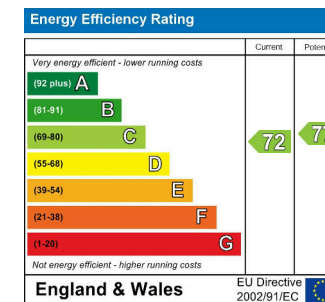 Energy Efficiency Rating
Current
Very energy efficient - lower running costs
(92 plus) A
(81-91) B
(69-80) C
72
(55-68) D
(39-54) E
(21-38) F
(1-20) G
Not energy efficient - higher running costs
England & Wales
EU Directive
2002/91/EC